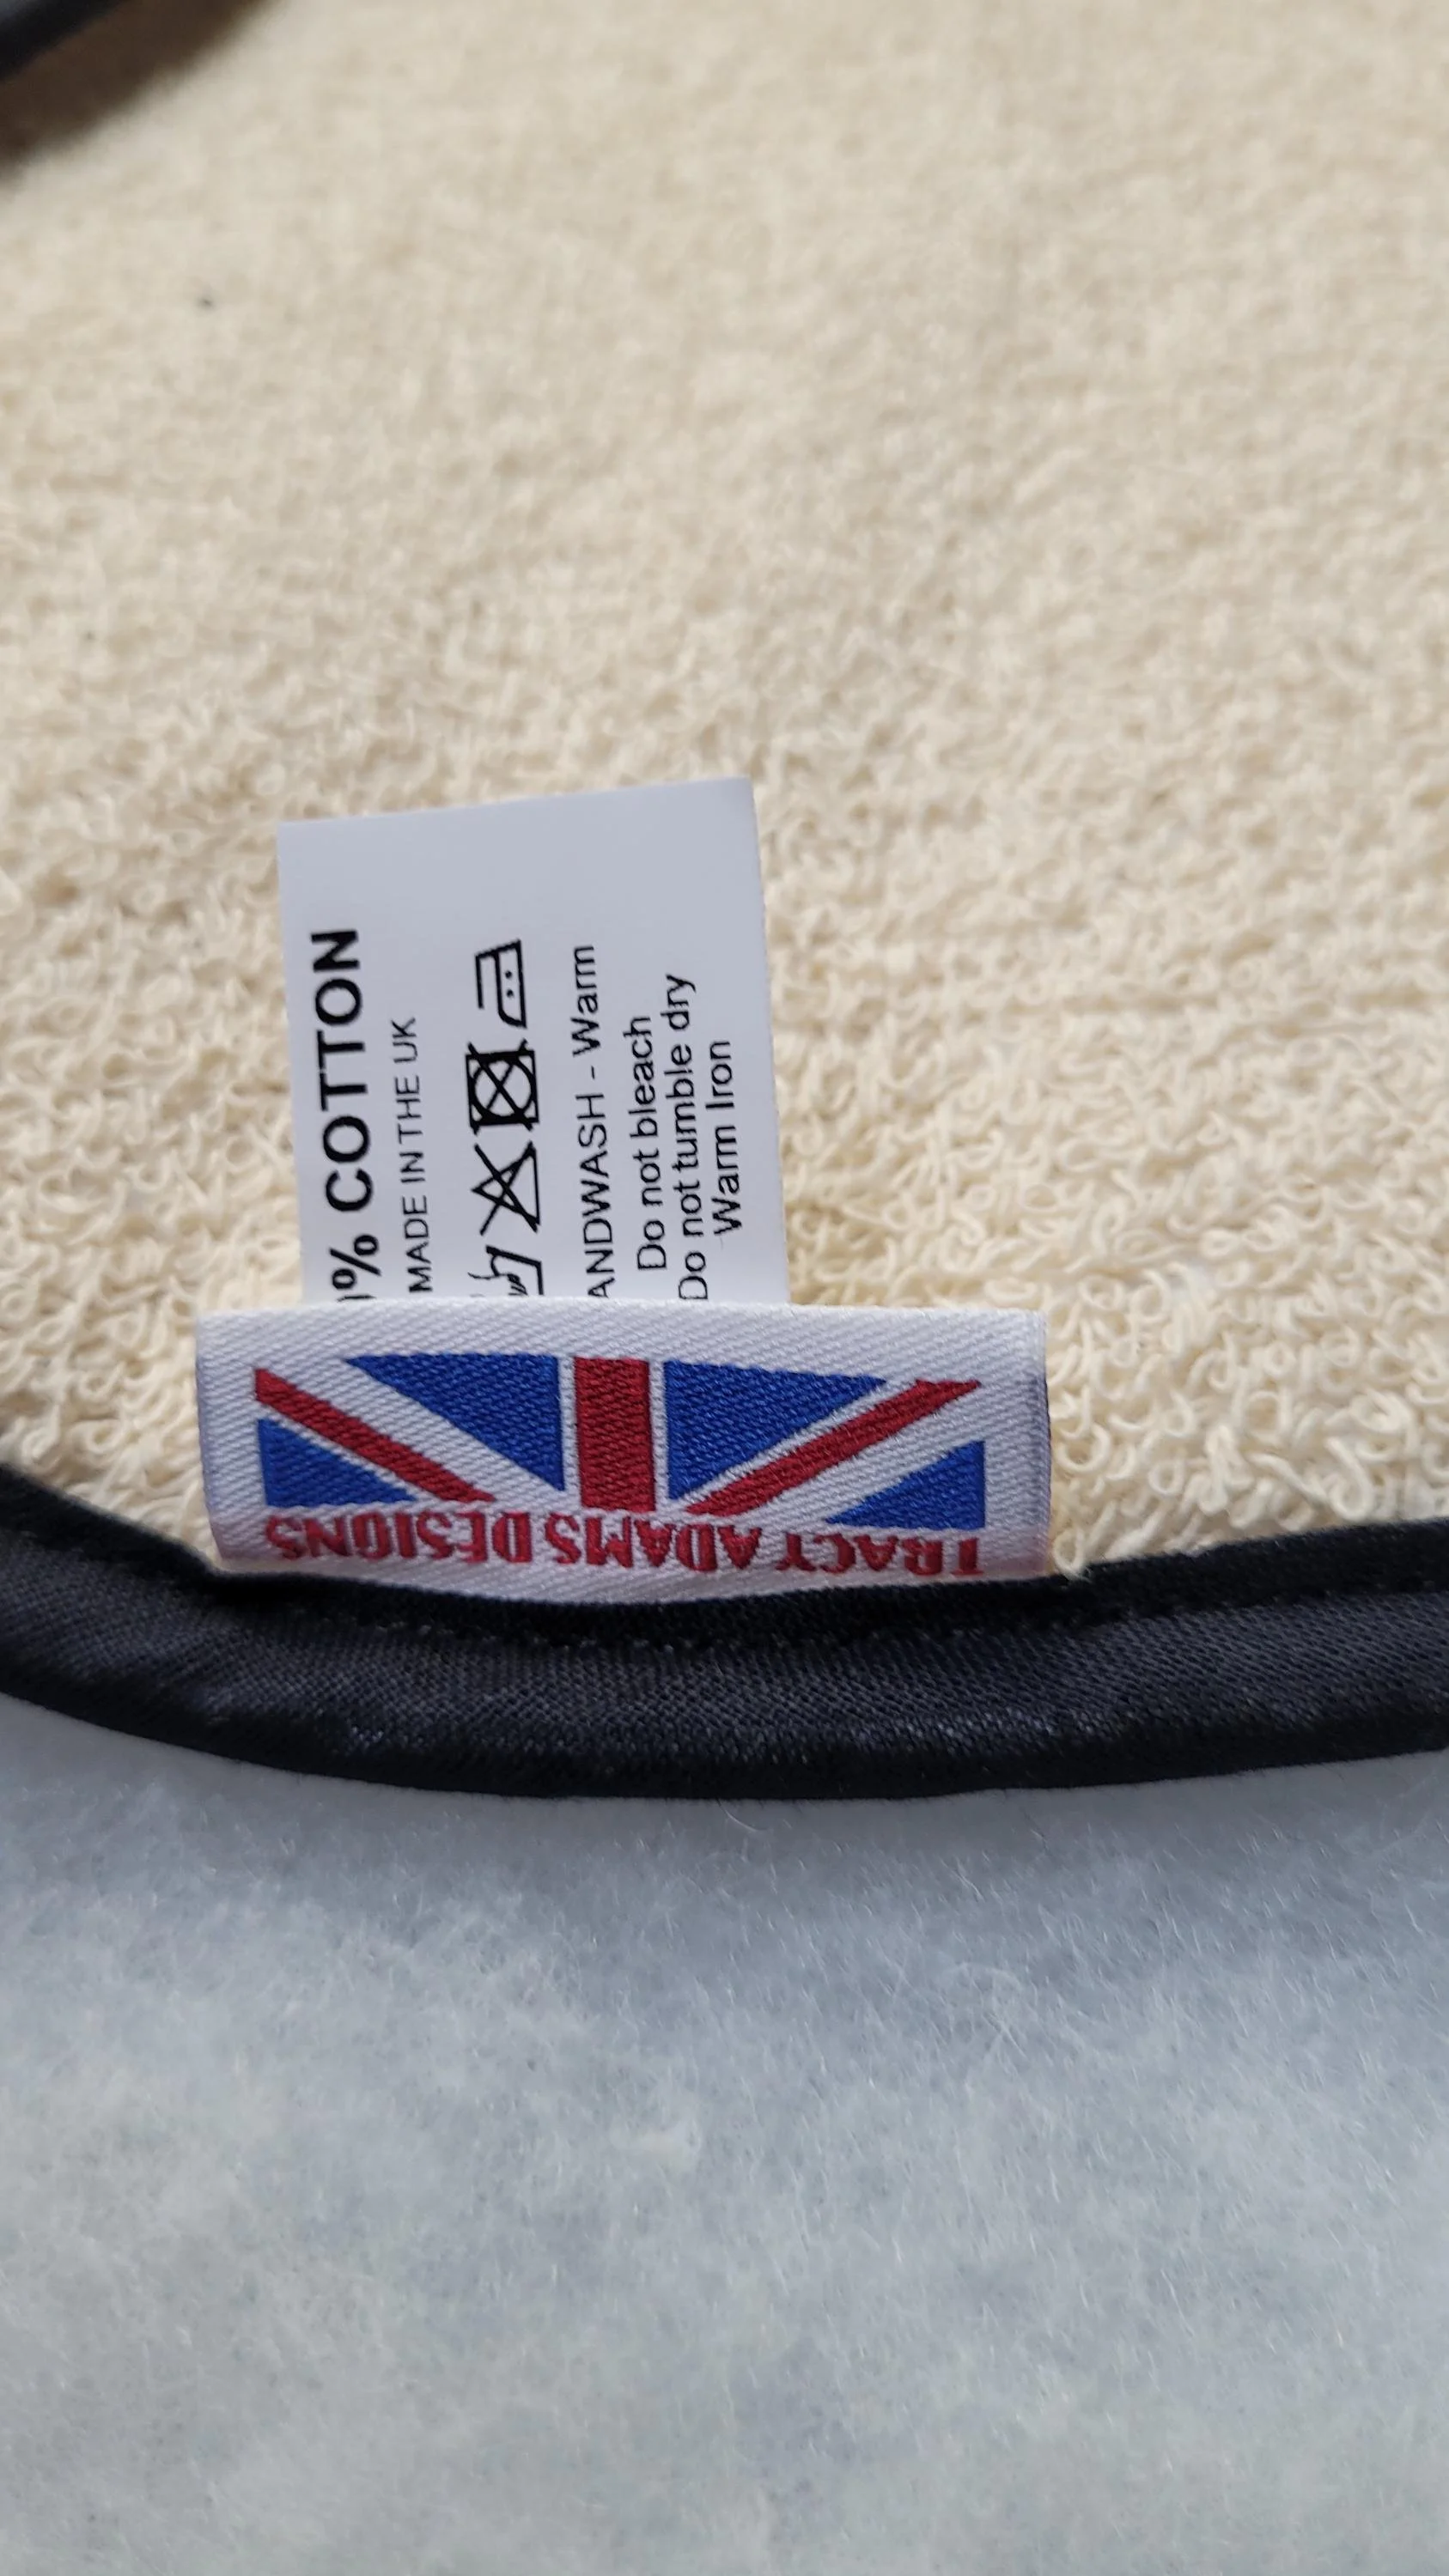 0% COTTON
MADE IN THE UK
ANDWASH - Warm
Do not bleach
Do not tumble dry
Warm Iron
TRACY ADAMS DESIGNS